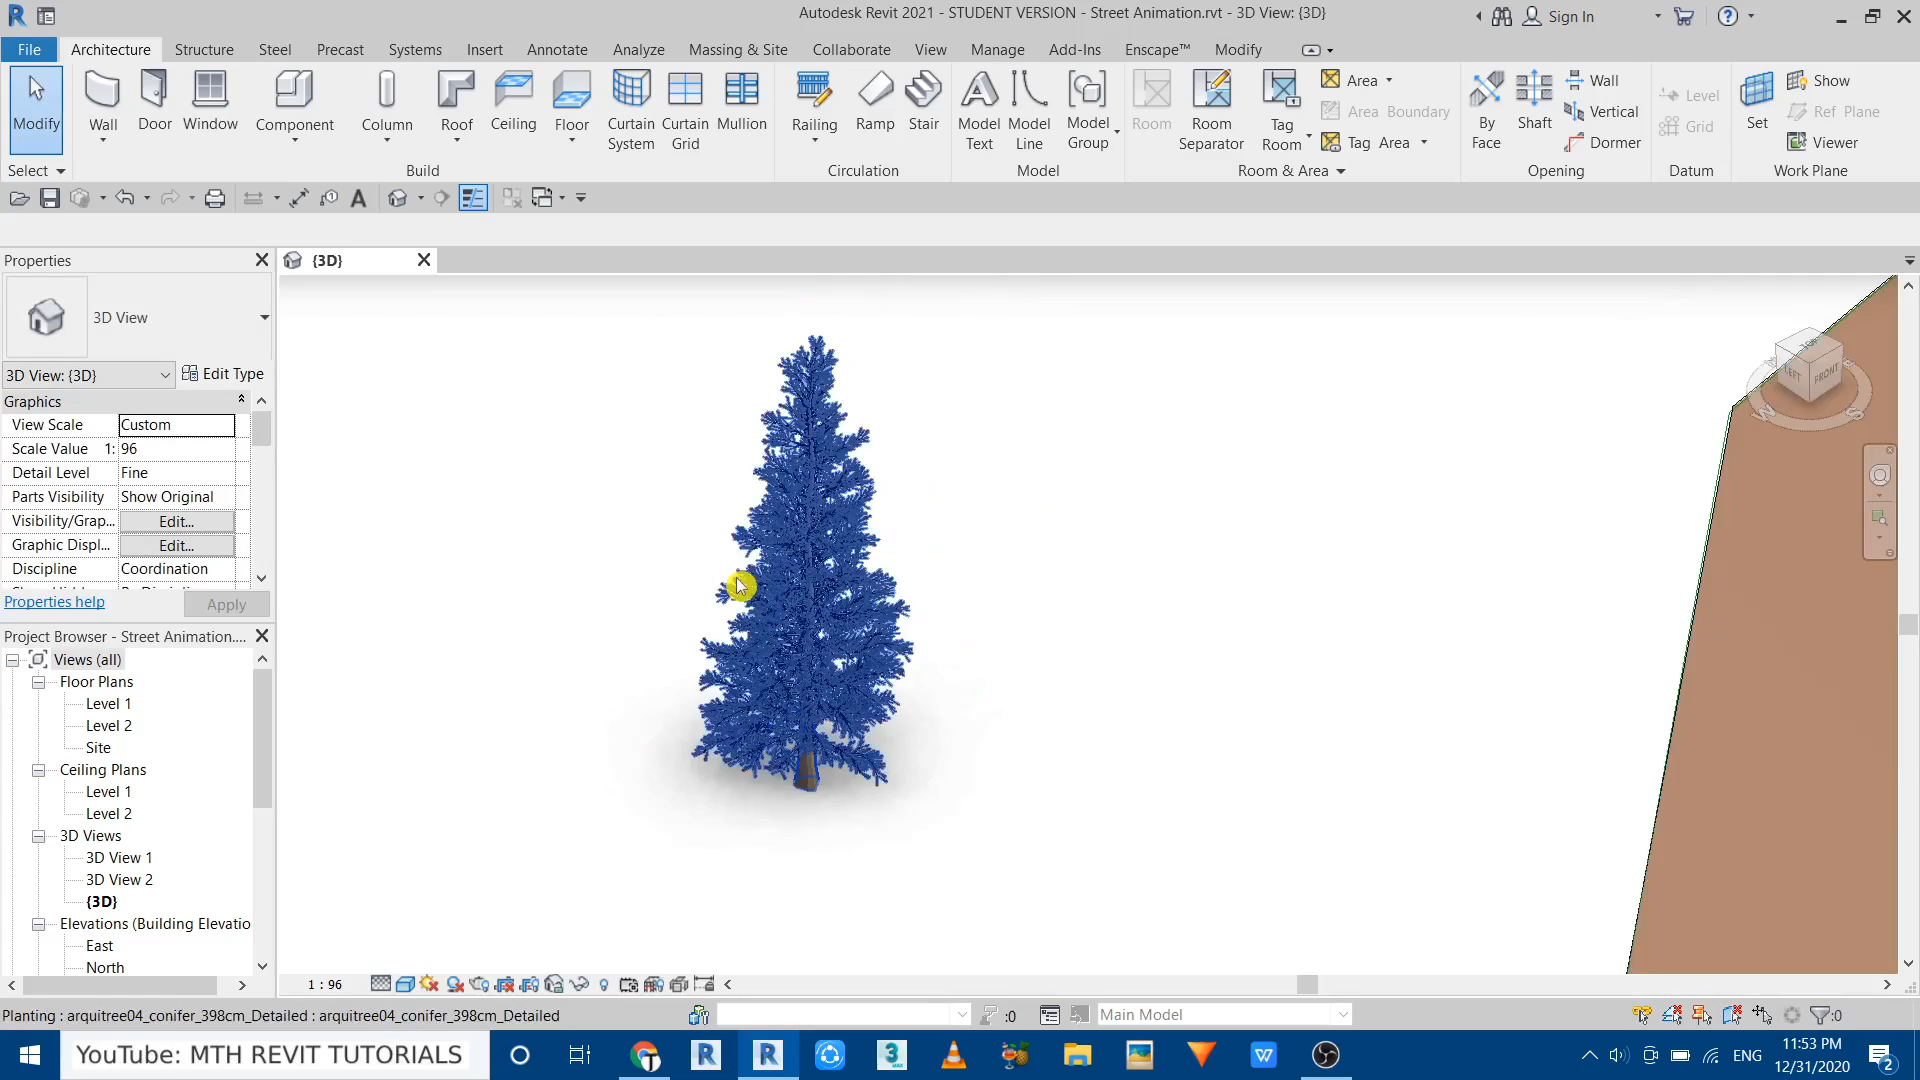 Autodesk Revit 2021 - STUDENT VERSION - Street Animation.rvt - 3D View: {3D}
Sign In
File Architecture Structure Steel Precast Systems Insert Annotate Analyze Massing & Site Collaborate View Manage Add-Ins Enscape™ Modify
Modify
Wall
Door
Window
Component
Column
Roof
Ceiling
Floor
Curtain System
Curtain Grid
Mullion
Railing
Ramp
Stair
Model Text
Model Line
Model Group
Room
Room Separator
Tag Room
Area
Area Boundary
Tag Area
By Face
Shaft
Wall
Vertical
Dormer
Level
Grid
Set
Show
Ref Plane
Viewer
Select
Build
Circulation
Model
Room & Area
Opening
Datum
Work Plane
Properties
{3D}
3D View
3D View: {3D}
Edit Type
Graphics
View Scale Custom
Scale Value 1: 96
Detail Level Fine
Parts Visibility Show Original
Visibility/Grap... Edit...
Graphic Displ... Edit...
Discipline Coordination
Properties help
Apply
Project Browser - Street Animation....
Views (all)
Floor Plans
Level 1
Level 2
Site
Ceiling Plans
Level 1
Level 2
3D Views
3D View 1
3D View 2
{3D}
Elevations (Building Elevatio
East
North
TOP
LEFT
FRONT
W
S
1 : 96
Planting : arquitree04_conifer_398cm_Detailed : arquitree04_conifer_398cm_Detailed
:0
Main Model
:0
YouTube: MTH REVIT TUTORIALS
ENG
11:53 PM
12/31/2020
2